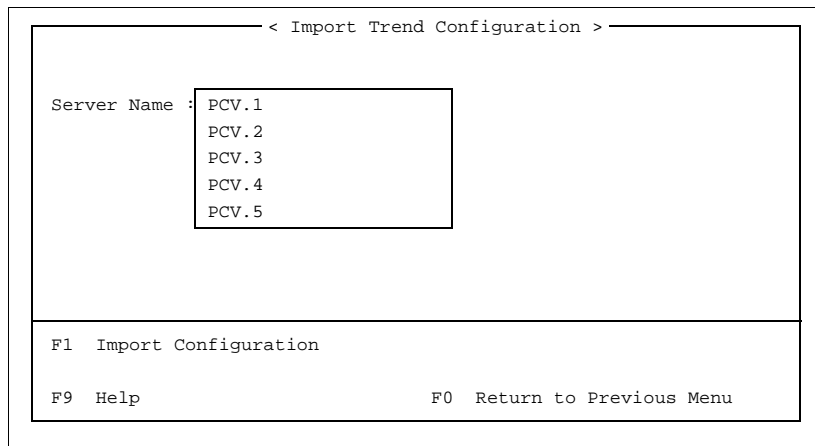 < Import Trend Configuration >
Server Name : PCV.1
PCV.2
PCV.3
PCV.4
PCV.5
F1 Import Configuration
F9 Help F0 Return to Previous Menu